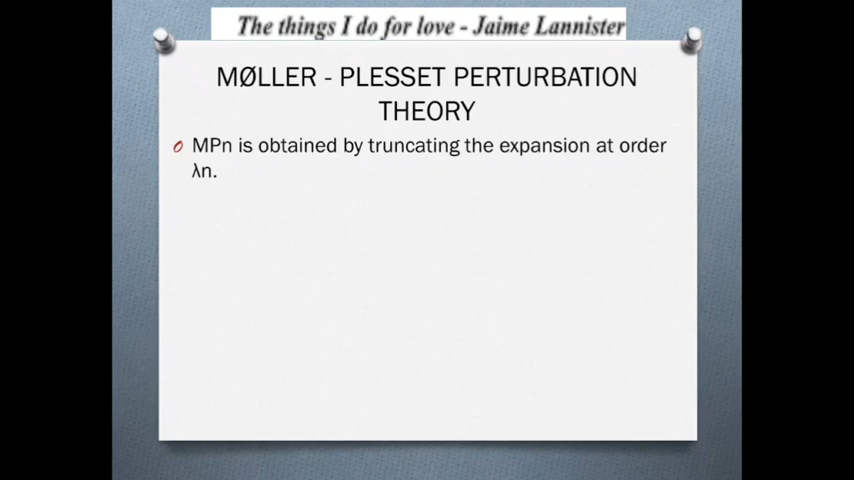 The things I do for love - Jaime Lannister
MØLLER - PLESSET PERTURBATION
THEORY
MPn is obtained by truncating the expansion at order
λn.